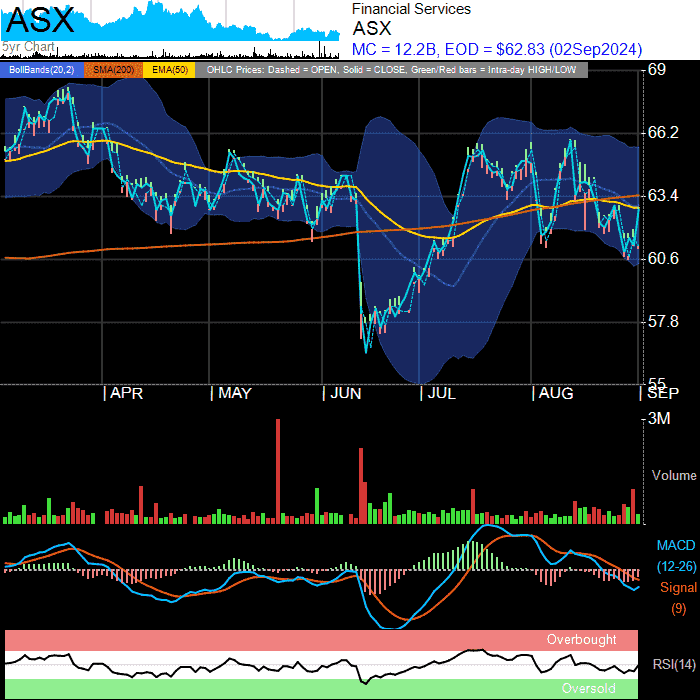 ASX
5yr Chart
Financial Services
ASX
MC = 12.2B, EOD = $62.83 (02Sep2024)
BollBands(20,2) SMA(200) EMA(50) OHLC Prices: Dashed = OPEN, Solid = CLOSE, Green/Red bars = Intra-day HIGH/LOW
69
66.2
63.4
60.6
57.8
55
APR MAY JUN JUL AUG SEP
3M
Volume
MACD
(12-26)
Signal
(9)
Overbought
RSI(14)
Oversold